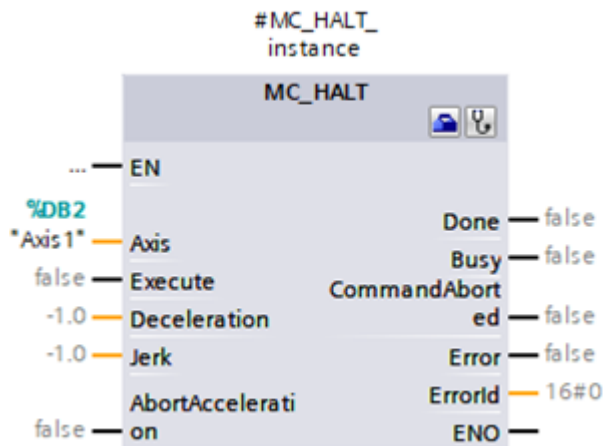 #MC_HALT_
instance
MC_HALT
... EN
%DB2
"Axis1" Axis
false Execute
-1.0 Deceleration
-1.0 Jerk
AbortAccelerati
false on
Done false
Busy false
CommandAbort
ed false
Error false
ErrorId 16#0
ENO